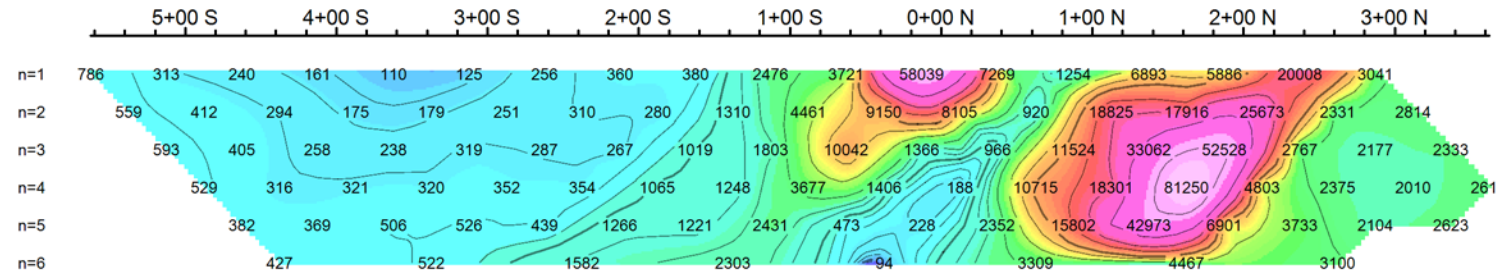 5+00 S 4+00 S 3+00 S 2+00 S 1+00 S 0+00 N 1+00 N 2+00 N 3+00 N
n=1 786 313 240 161 110 125 256 360 380 2476 3721 58039 7269 1254 6893 5886 20008 3041
n=2 559 412 294 175 179 251 310 280 1310 4461 9150 8105 920 18825 17916 25673 2331 2814
n=3 593 405 258 238 319 287 267 1019 1803 10042 1366 966 11524 33062 52528 2767 2177 2333
n=4 529 316 321 320 352 354 1065 1248 3677 1406 188 10715 18301 81250 4803 2375 2010 261
n=5 382 369 506 526 439 1266 1221 2431 473 228 2352 15802 42973 6901 3733 2104 2623
n=6 427 522 1582 2303 94 3309 4467 3100